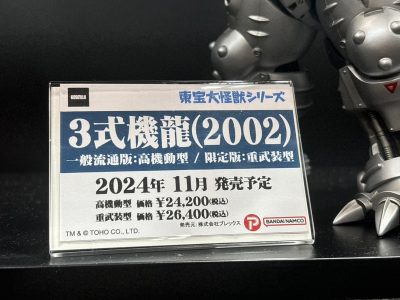 GODZILLA
東宝大怪獣シリーズ
3式機龍(2002)
一般流通版:高機動型 / 限定版:重武装型
2024年 11月 発売予定
高機動型 価格 ¥24,200(税込)
重武装型 価格 ¥26,400(税込)
発売元:株式会社プレックス
BANDAI NAMCO
TM & © TOHO CO., LTD.